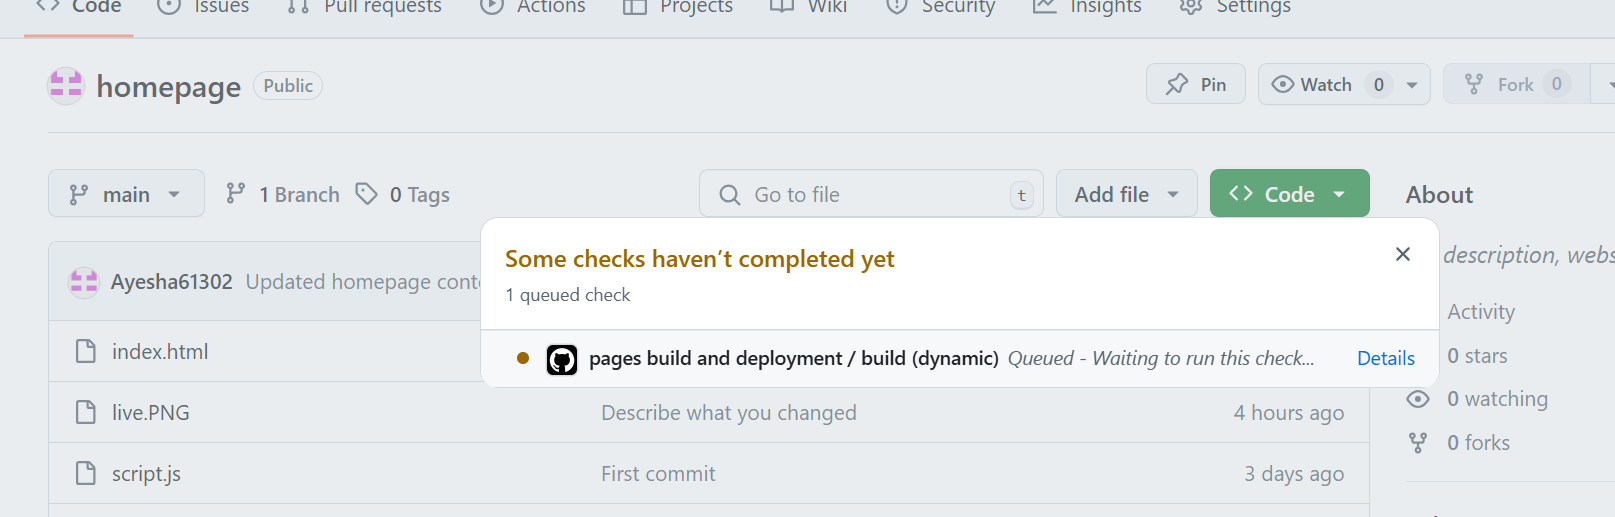 Code Issues Pull requests Actions Projects Wiki Security Insights Settings
homepage Public Pin Watch 0 Fork 0
main 1 Branch 0 Tags Go to file t Add file Code About
Some checks haven't completed yet
description, webs
1 queued check
Ayesha61302 Updated homepage conte
Activity
index.html pages build and deployment / build (dynamic) Queued - Waiting to run this check... Details 0 stars
live.PNG Describe what you changed 4 hours ago 0 watching
0 forks
script.js First commit 3 days ago